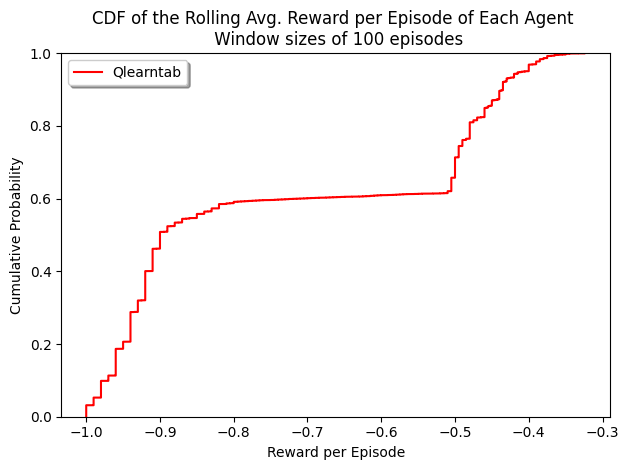 CDF of the Rolling Avg. Reward per Episode of Each Agent
Window sizes of 100 episodes
Qlearntab
1.0
0.8
0.6
0.4
0.2
0.0
Cumulative Probability
−1.0 −0.9 −0.8 −0.7 −0.6 −0.5 −0.4 −0.3
Reward per Episode